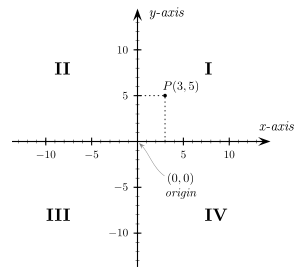 y-axis
10
II
I
P(3, 5)
5
x-axis
−10
−5
5
10
(0, 0)
origin
−5
III
IV
−10